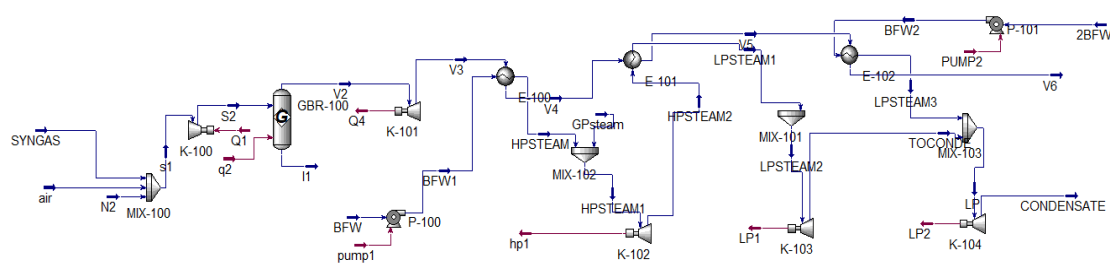 SYNGAS
air
N2
MIX-100
s1
K-100
S2
Q1
q2
V2
GBR-100
l1
Q4
K-101
V3
E-100
V4
BFW
pump1
P-100
BFW1
HPSTEAM
GPsteam
MIX-102
HPSTEAM1
hp1
K-102
HPSTEAM2
E-101
V5
LPSTEAM1
MIX-101
LPSTEAM2
LP1
K-103
TOCONDE
E-102
BFW2
P-101
2BFW
PUMP2
V6
LPSTEAM3
MIX-103
LP
LP2
K-104
CONDENSATE